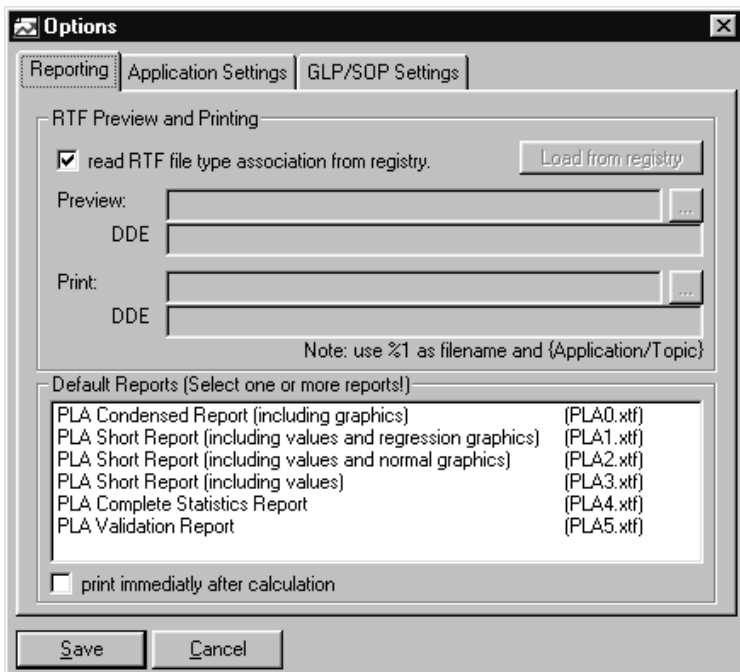 Options
Reporting Application Settings GLP/SOP Settings
RTF Preview and Printing
read RTF file type association from registry. Load from registry
Preview: ...
DDE
Print: ...
DDE
Note: use %1 as filename and {Application/Topic}
Default Reports (Select one or more reports!)
PLA Condensed Report (including graphics) (PLA0.xtf)
PLA Short Report (including values and regression graphics) (PLA1.xtf)
PLA Short Report (including values and normal graphics) (PLA2.xtf)
PLA Short Report (including values) (PLA3.xtf)
PLA Complete Statistics Report (PLA4.xtf)
PLA Validation Report (PLA5.xtf)
print immediatly after calculation
Save Cancel